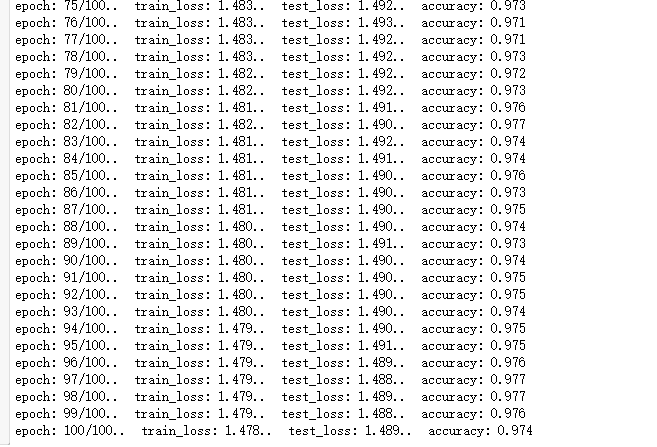 epoch: 75/100.. train_loss: 1.483.. test_loss: 1.492.. accuracy: 0.973
epoch: 76/100.. train_loss: 1.483.. test_loss: 1.493.. accuracy: 0.971
epoch: 77/100.. train_loss: 1.483.. test_loss: 1.492.. accuracy: 0.971
epoch: 78/100.. train_loss: 1.483.. test_loss: 1.492.. accuracy: 0.973
epoch: 79/100.. train_loss: 1.482.. test_loss: 1.492.. accuracy: 0.972
epoch: 80/100.. train_loss: 1.482.. test_loss: 1.492.. accuracy: 0.973
epoch: 81/100.. train_loss: 1.481.. test_loss: 1.491.. accuracy: 0.976
epoch: 82/100.. train_loss: 1.482.. test_loss: 1.490.. accuracy: 0.977
epoch: 83/100.. train_loss: 1.481.. test_loss: 1.492.. accuracy: 0.974
epoch: 84/100.. train_loss: 1.481.. test_loss: 1.491.. accuracy: 0.974
epoch: 85/100.. train_loss: 1.481.. test_loss: 1.490.. accuracy: 0.976
epoch: 86/100.. train_loss: 1.481.. test_loss: 1.490.. accuracy: 0.973
epoch: 87/100.. train_loss: 1.481.. test_loss: 1.490.. accuracy: 0.975
epoch: 88/100.. train_loss: 1.480.. test_loss: 1.490.. accuracy: 0.974
epoch: 89/100.. train_loss: 1.480.. test_loss: 1.491.. accuracy: 0.973
epoch: 90/100.. train_loss: 1.480.. test_loss: 1.490.. accuracy: 0.974
epoch: 91/100.. train_loss: 1.480.. test_loss: 1.490.. accuracy: 0.975
epoch: 92/100.. train_loss: 1.480.. test_loss: 1.490.. accuracy: 0.975
epoch: 93/100.. train_loss: 1.480.. test_loss: 1.490.. accuracy: 0.974
epoch: 94/100.. train_loss: 1.479.. test_loss: 1.490.. accuracy: 0.975
epoch: 95/100.. train_loss: 1.479.. test_loss: 1.491.. accuracy: 0.975
epoch: 96/100.. train_loss: 1.479.. test_loss: 1.489.. accuracy: 0.976
epoch: 97/100.. train_loss: 1.479.. test_loss: 1.488.. accuracy: 0.977
epoch: 98/100.. train_loss: 1.479.. test_loss: 1.489.. accuracy: 0.977
epoch: 99/100.. train_loss: 1.479.. test_loss: 1.488.. accuracy: 0.976
epoch: 100/100.. train_loss: 1.478.. test_loss: 1.489.. accuracy: 0.974